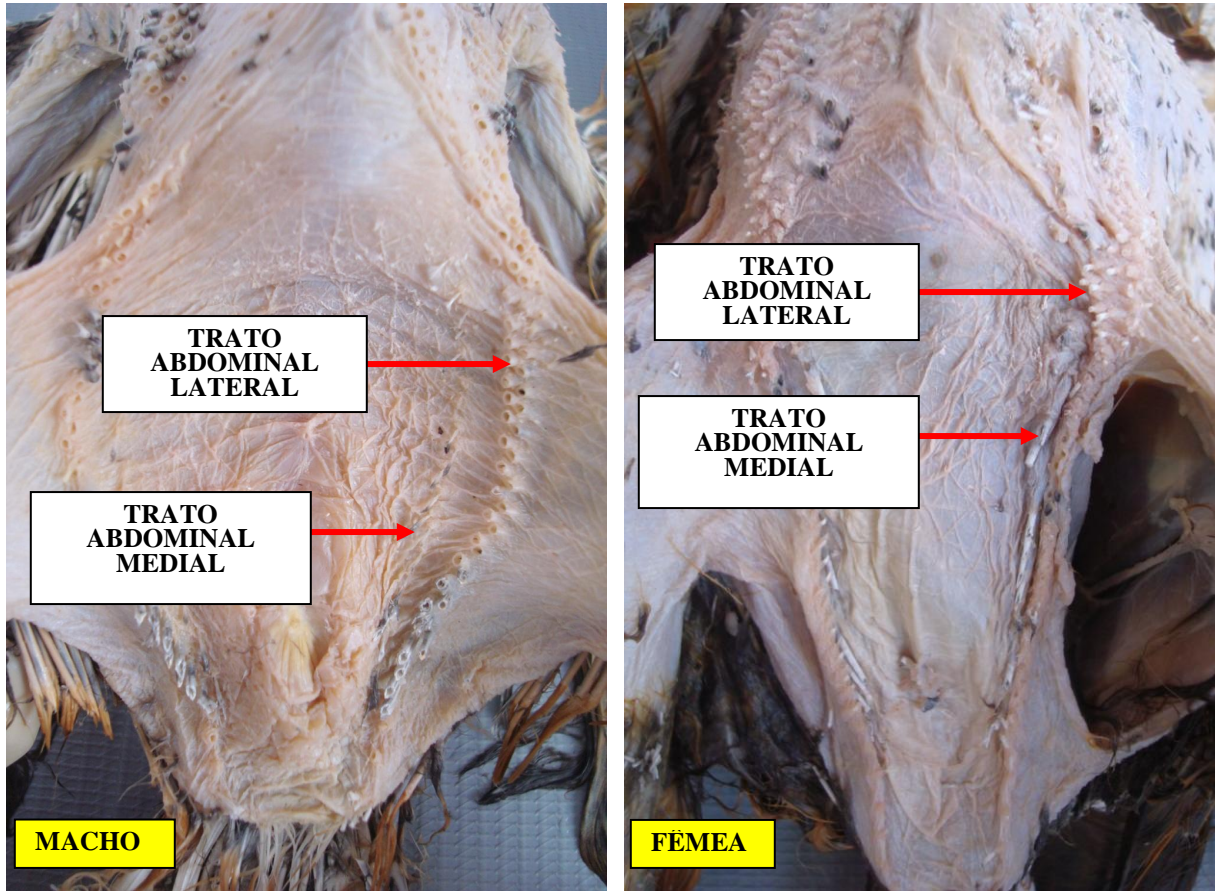 TRATO
ABDOMINAL
LATERAL
TRATO
ABDOMINAL
MEDIAL
MACHO
TRATO
ABDOMINAL
LATERAL
TRATO
ABDOMINAL
MEDIAL
FÊMEA